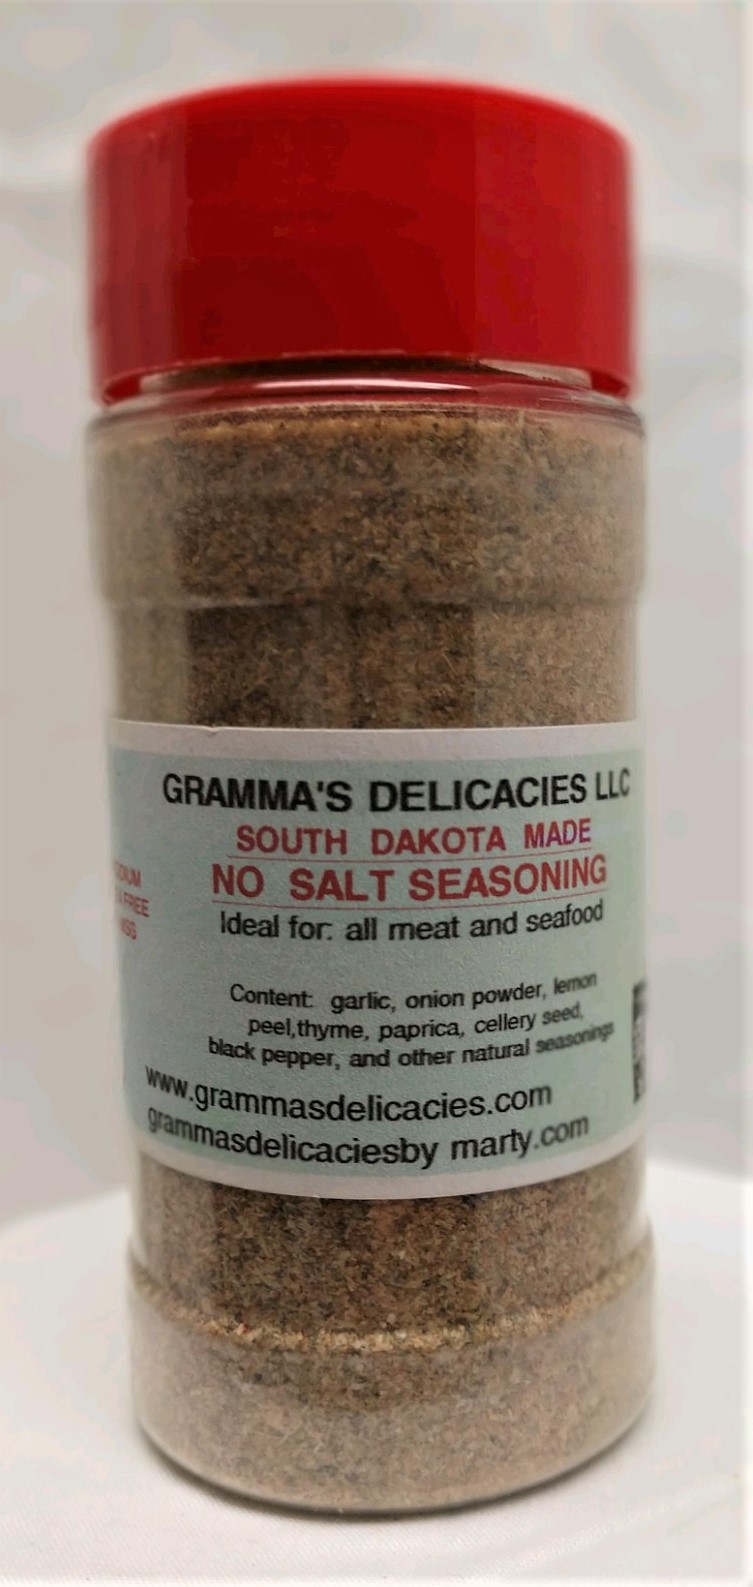 GRAMMA'S DELICACIES LLC
SOUTH DAKOTA MADE
NO SALT SEASONING
Ideal for: all meat and seafood
Content: garlic, onion powder, lemon
peel,thyme, paprica, cellery seed,
black pepper, and other natural seasonings
www.grammasdelicacies.com
grammasdelicaciesby marty.com
FREE